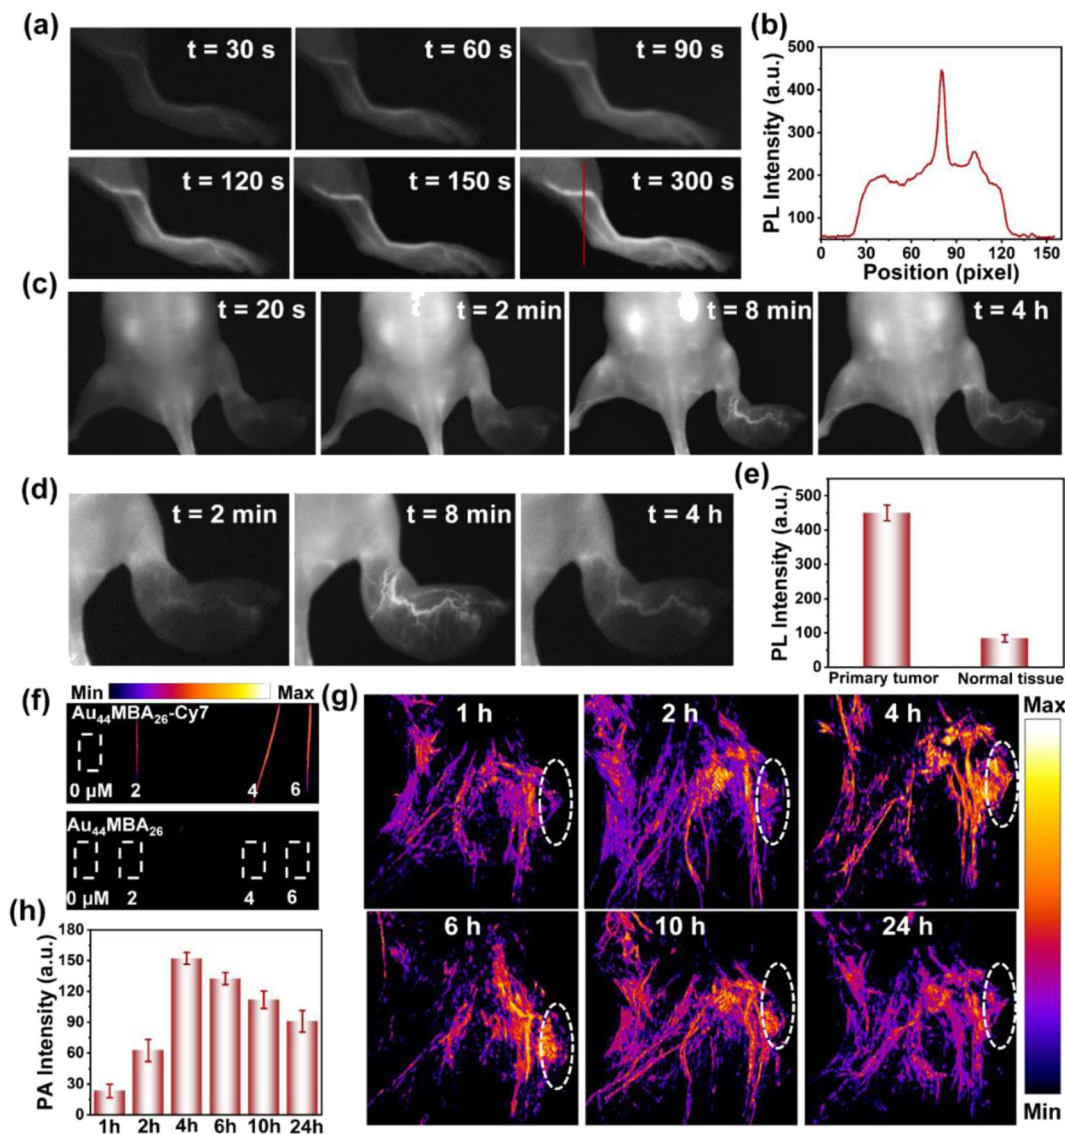 (a)
t = 30 s
t = 60 s
t = 90 s
t = 120 s
t = 150 s
t = 300 s
(b)
PL Intensity (a.u.)
500
400
300
200
100
0
30
60
90
120
150
Position (pixel)
(c)
t = 20 s
t = 2 min
t = 8 min
t = 4 h
(d)
t = 2 min
t = 8 min
t = 4 h
(e)
PL Intensity (a.u.)
500
400
300
200
100
0
Primary tumor
Normal tissue
(f)
Min
Max
Au₄₄MBA₂₆-Cy7
0 μM
2
4
6
Au₄₄MBA₂₆
0 μM
2
4
6
(g)
1 h
2 h
4 h
6 h
10 h
24 h
Max
Min
(h)
PA Intensity (a.u.)
180
150
120
90
60
30
0
1h
2h
4h
6h
10h
24h